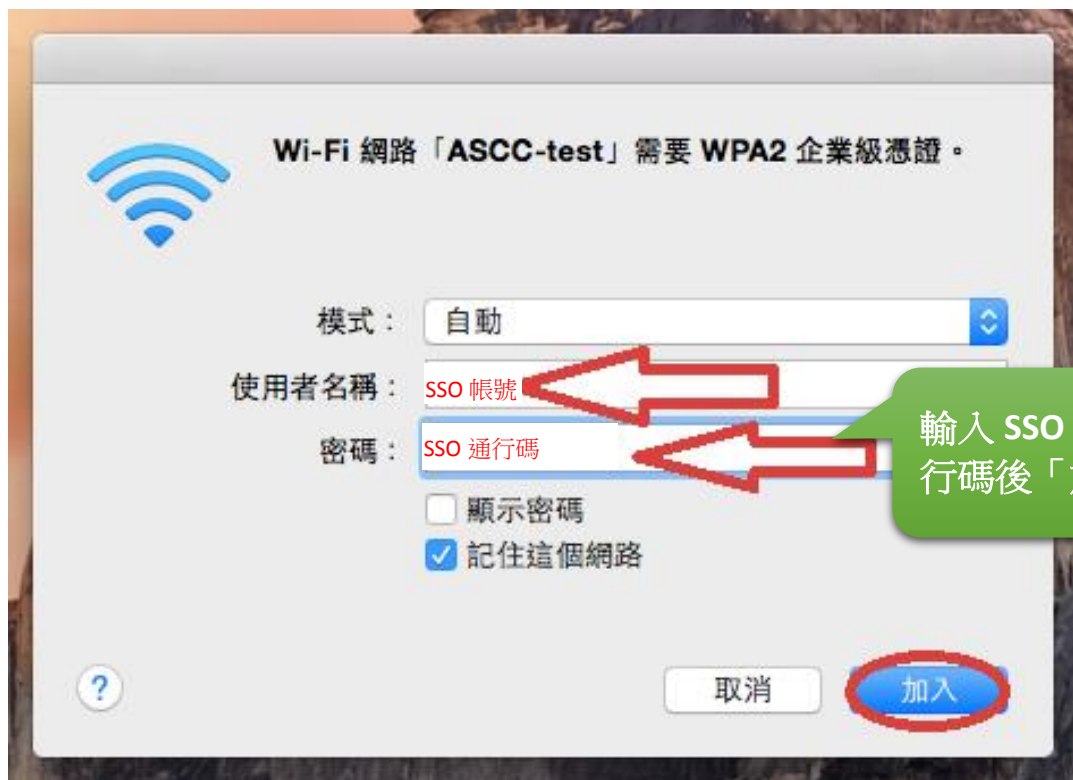 Wi-Fi 網路「ASCC-test」需要 WPA2 企業級憑證。
模式：
自動
使用者名稱：
SSO 帳號
密碼：
SSO 通行碼
輸入 SSO
行碼後「
顯示密碼
記住這個網路
?
取消
加入